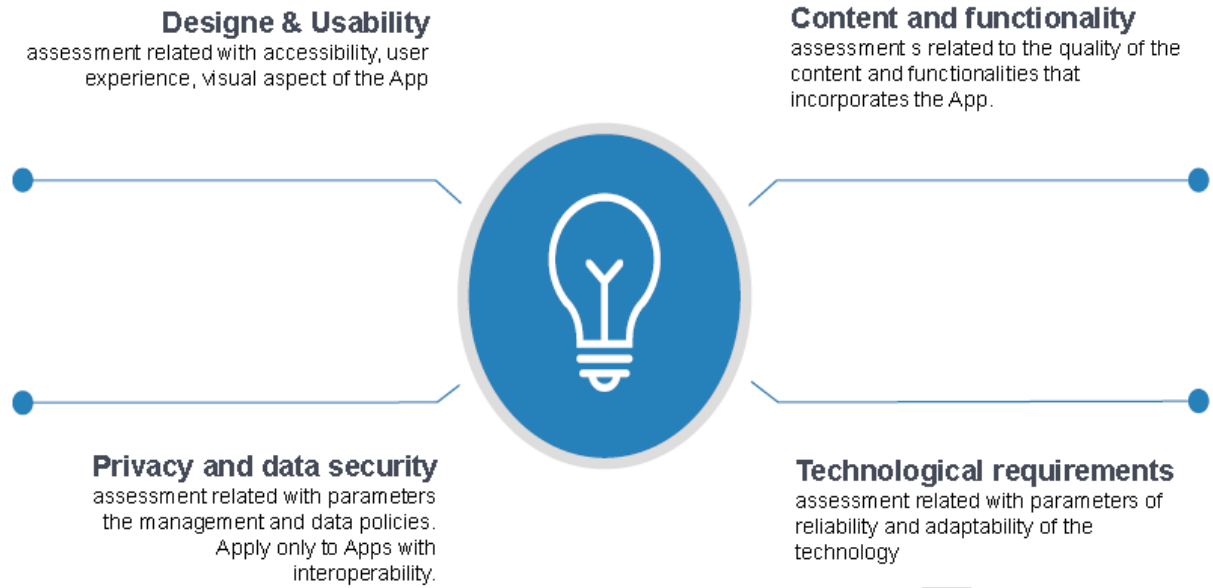 Designe & Usability
assessment related with accessibility, user
experience, visual aspect of the App
Content and functionality
assessment s related to the quality of the
content and functionalities that
incorporates the App.
Privacy and data security
assessment related with parameters
the management and data policies.
Apply only to Apps with
interoperability.
Technological requirements
assessment related with parameters of
reliability and adaptability of the
technology